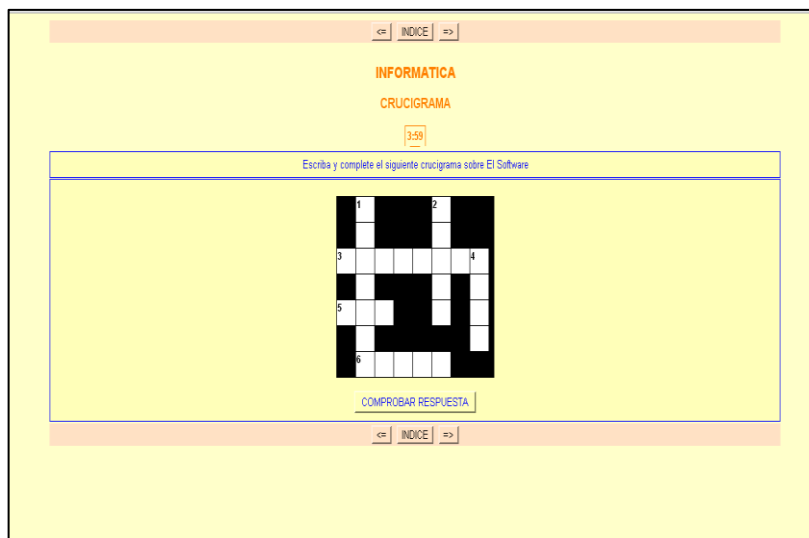 <= INDICE =>
INFORMATICA
CRUCIGRAMA
3:59
Escriba y complete el siguiente crucigrama sobre El Software
1 2
3 4
5
6
COMPROBAR RESPUESTA
<= INDICE =>